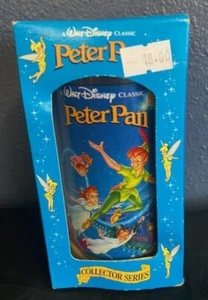 A WALT DISNEY CLASSIC
Peter Pan
A WALT DISNEY CLASSIC
Peter Pan
COLLECTOR SERIES